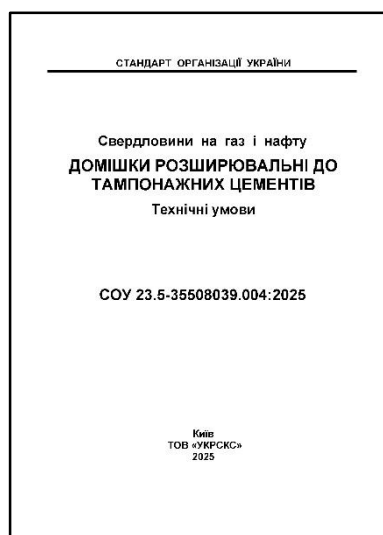 СТАНДАРТ ОРГАНІЗАЦІЇ УКРАЇНИ
Свердловини на газ і нафту
ДОМІШКИ РОЗШИРЮВАЛЬНІ ДО
ТАМПОНАЖНИХ ЦЕМЕНТІВ
Технічні умови
СОУ 23.5-35508039.004:2025
Київ
ТОВ «УКРСКС»
2025